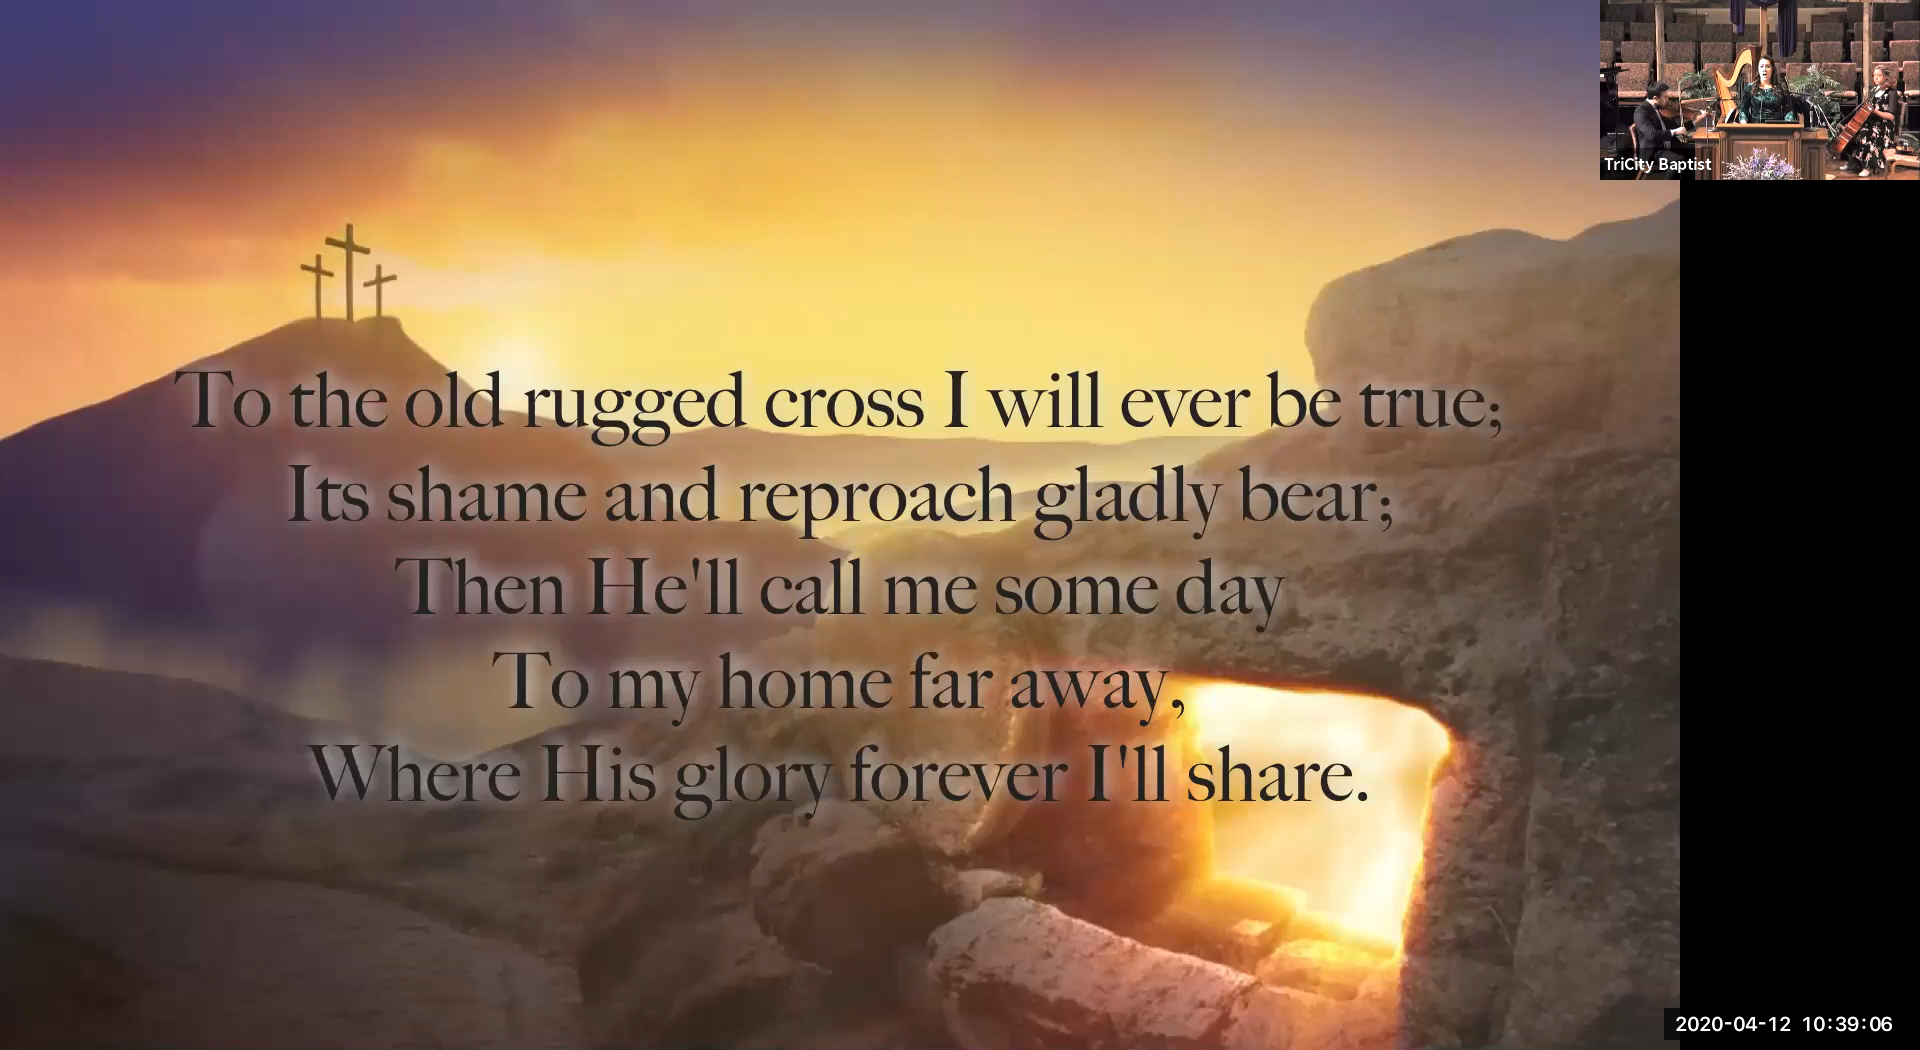 TriCity Baptist
To the old rugged cross I will ever be true;
Its shame and reproach gladly bear;
Then He'll call me some day
To my home far away,
Where His glory forever I'll share.
2020-04-12 10:39:06